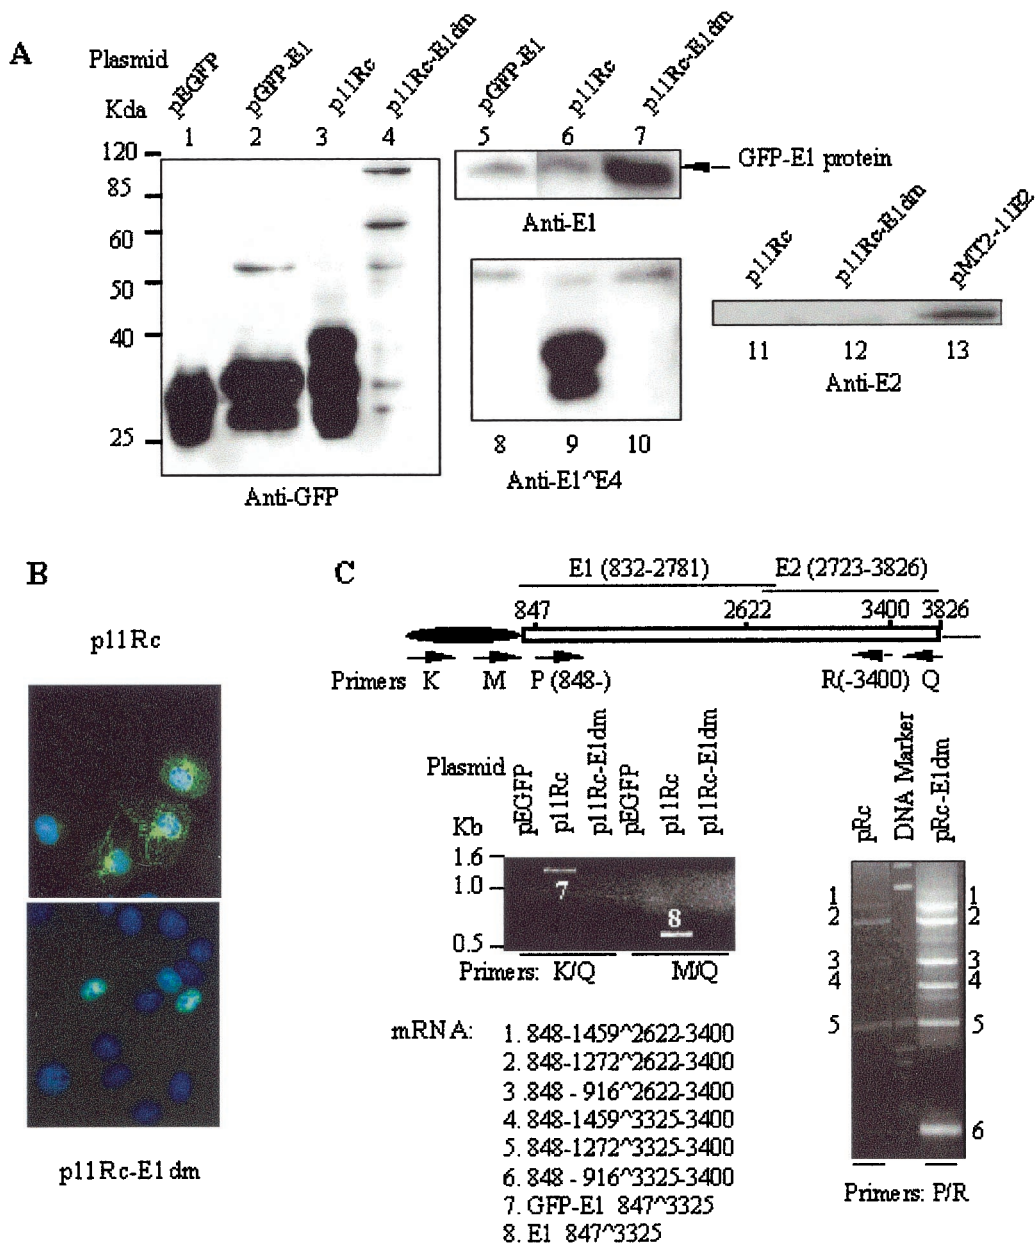 A
Plasmid
pEGFP
pGFP-E1
p11Rc
p11Rc-E1dm
pGFP-E1
p11Rc
p11Rc-E1dm
Kda
1 2 3 4 5 6 7
120
85
60
50
40
25
GFP-E1 protein
Anti-E1
p11Rc
p11Rc-E1dm
pMT2-11E2
11 12 13
Anti-E2
8 9 10
Anti-E1^E4
Anti-GFP
B
p11Rc
p11Rc-E1dm
C
E1 (832-2781)
E2 (2723-3826)
847 2622 3400 3826
Primers K M P (848-) R(-3400) Q
Plasmid
pEGFP
p11Rc
p11Rc-E1dm
pEGFP
p11Rc
p11Rc-E1dm
Kb
1.6
1.0
0.5
7
8
Primers: K/Q M/Q
pRc
DNA Marker
pRc-E1dm
1 1
2 2
3 3
4 4
5 5
6
Primers: P/R
mRNA: 1. 848-1459^2622-3400
2. 848-1272^2622-3400
3 .848 - 916^2622-3400
4 .848-1459^3325-3400
5. 848-1272^3325-3400
6. 848 - 916^3325-3400
7. GFP-E1 847^3325
8. E1 847^3325